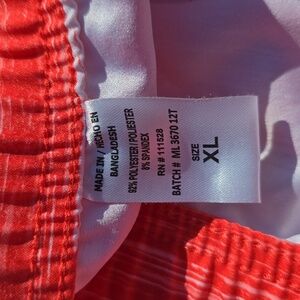 MADE IN / HECHO EN
BANGLADESH
92% POLYESTER / POLIESTER
8% SPANDEX
RN # 111528
BATCH # ML 3670 12T
SIZE
XL